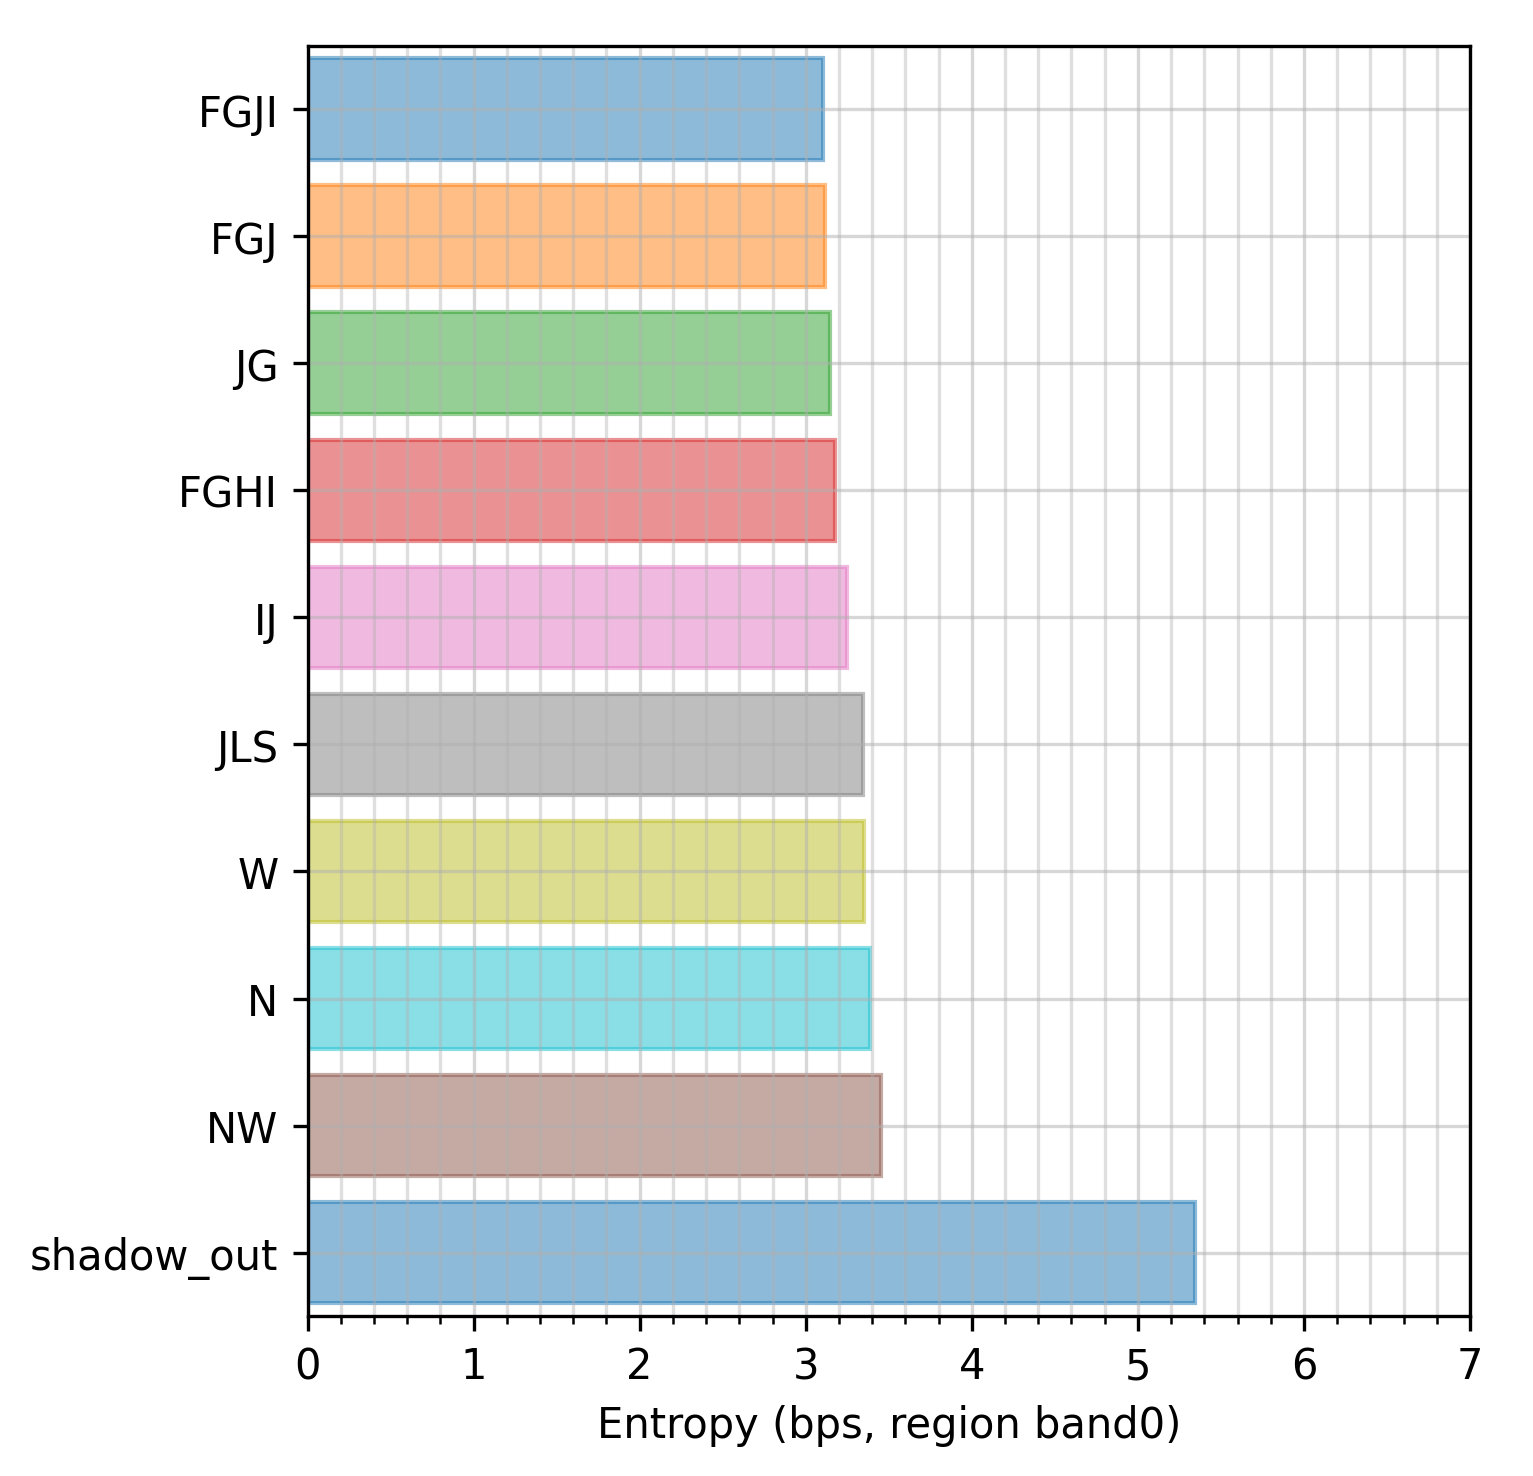 FGJI
FGJ
JG
FGHI
IJ
JLS
W
N
NW
shadow_out
0 1 2 3 4 5 6 7
Entropy (bps, region band0)